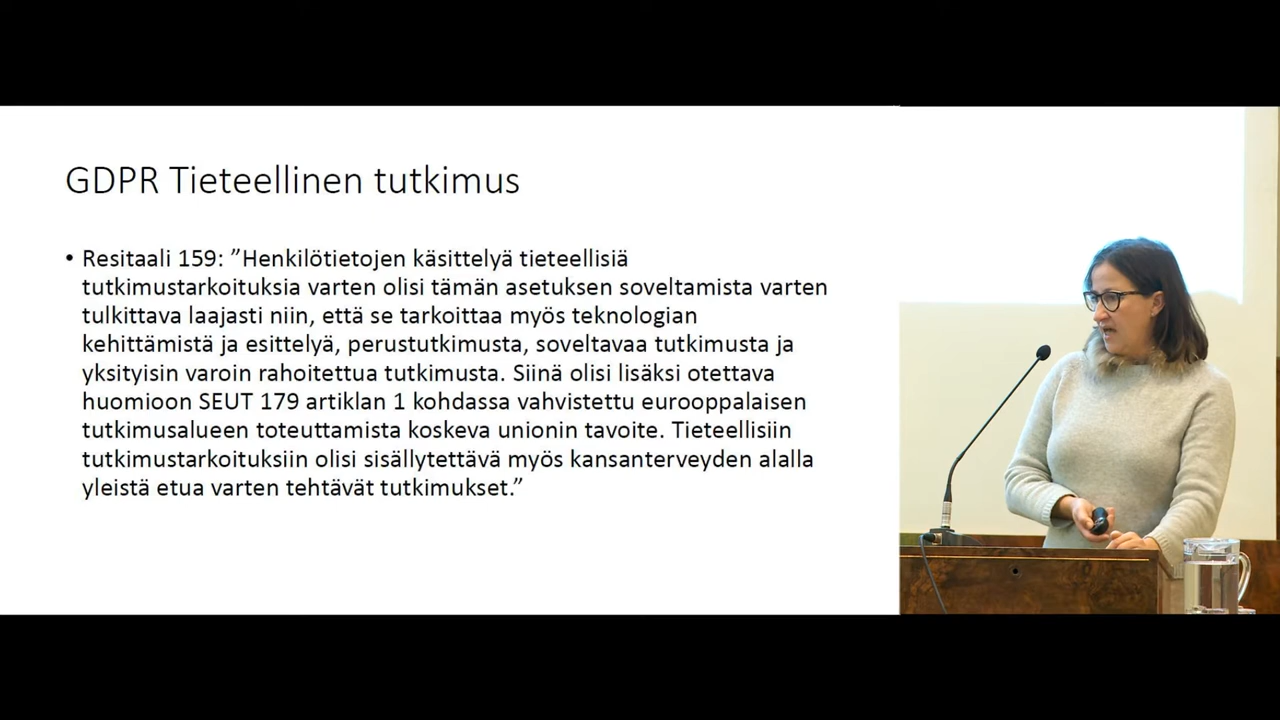 GDPR Tieteellinen tutkimus
• Resitaali 159: ”Henkilötietojen käsittelyä tieteellisiä
tutkimustarkoituksia varten olisi tämän asetuksen soveltamista varten
tulkittava laajasti niin, että se tarkoittaa myös teknologian
kehittämistä ja esittelyä, perustutkimusta, soveltavaa tutkimusta ja
yksityisin varoin rahoitettua tutkimusta. Siinä olisi lisäksi otettava
huomioon SEUT 179 artiklan 1 kohdassa vahvistettu eurooppalaisen
tutkimusalueen toteuttamista koskeva unionin tavoite. Tieteellisiin
tutkimustarkoituksiin olisi sisällytettävä myös kansanterveyden alalla
yleistä etua varten tehtävät tutkimukset.”